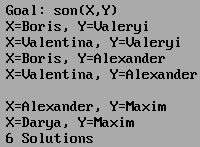 Goal: son(X,Y)
X=Boris, Y=Valeryi
X=Valentina, Y=Valeryi
X=Boris, Y=Alexander
X=Valentina, Y=Alexander
X=Alexander, Y=Maxim
X=Darya, Y=Maxim
6 Solutions